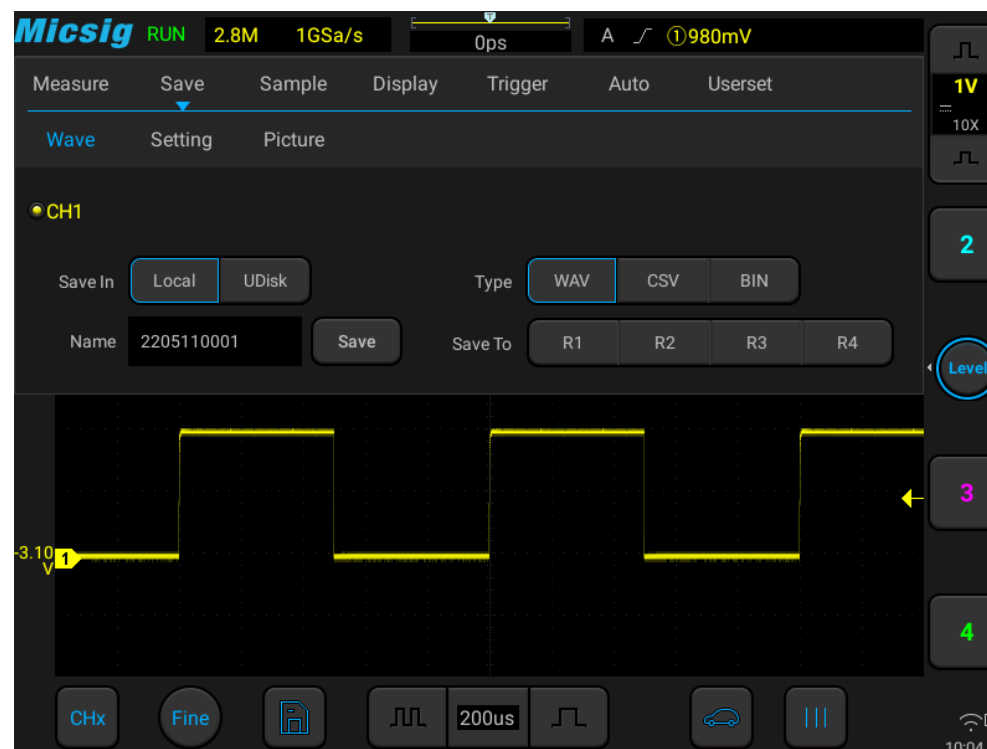 Micsig RUN 2.8M 1GSa/s T 0ps A ①980mV
Measure Save Sample Display Trigger Auto Userset
1V
10X
Wave Setting Picture
CH1
2
Save In Local UDisk Type WAV CSV BIN
Name 2205110001 Save Save To R1 R2 R3 R4
Level
3
-3.10
V
1
4
CHx Fine 200us
10:04